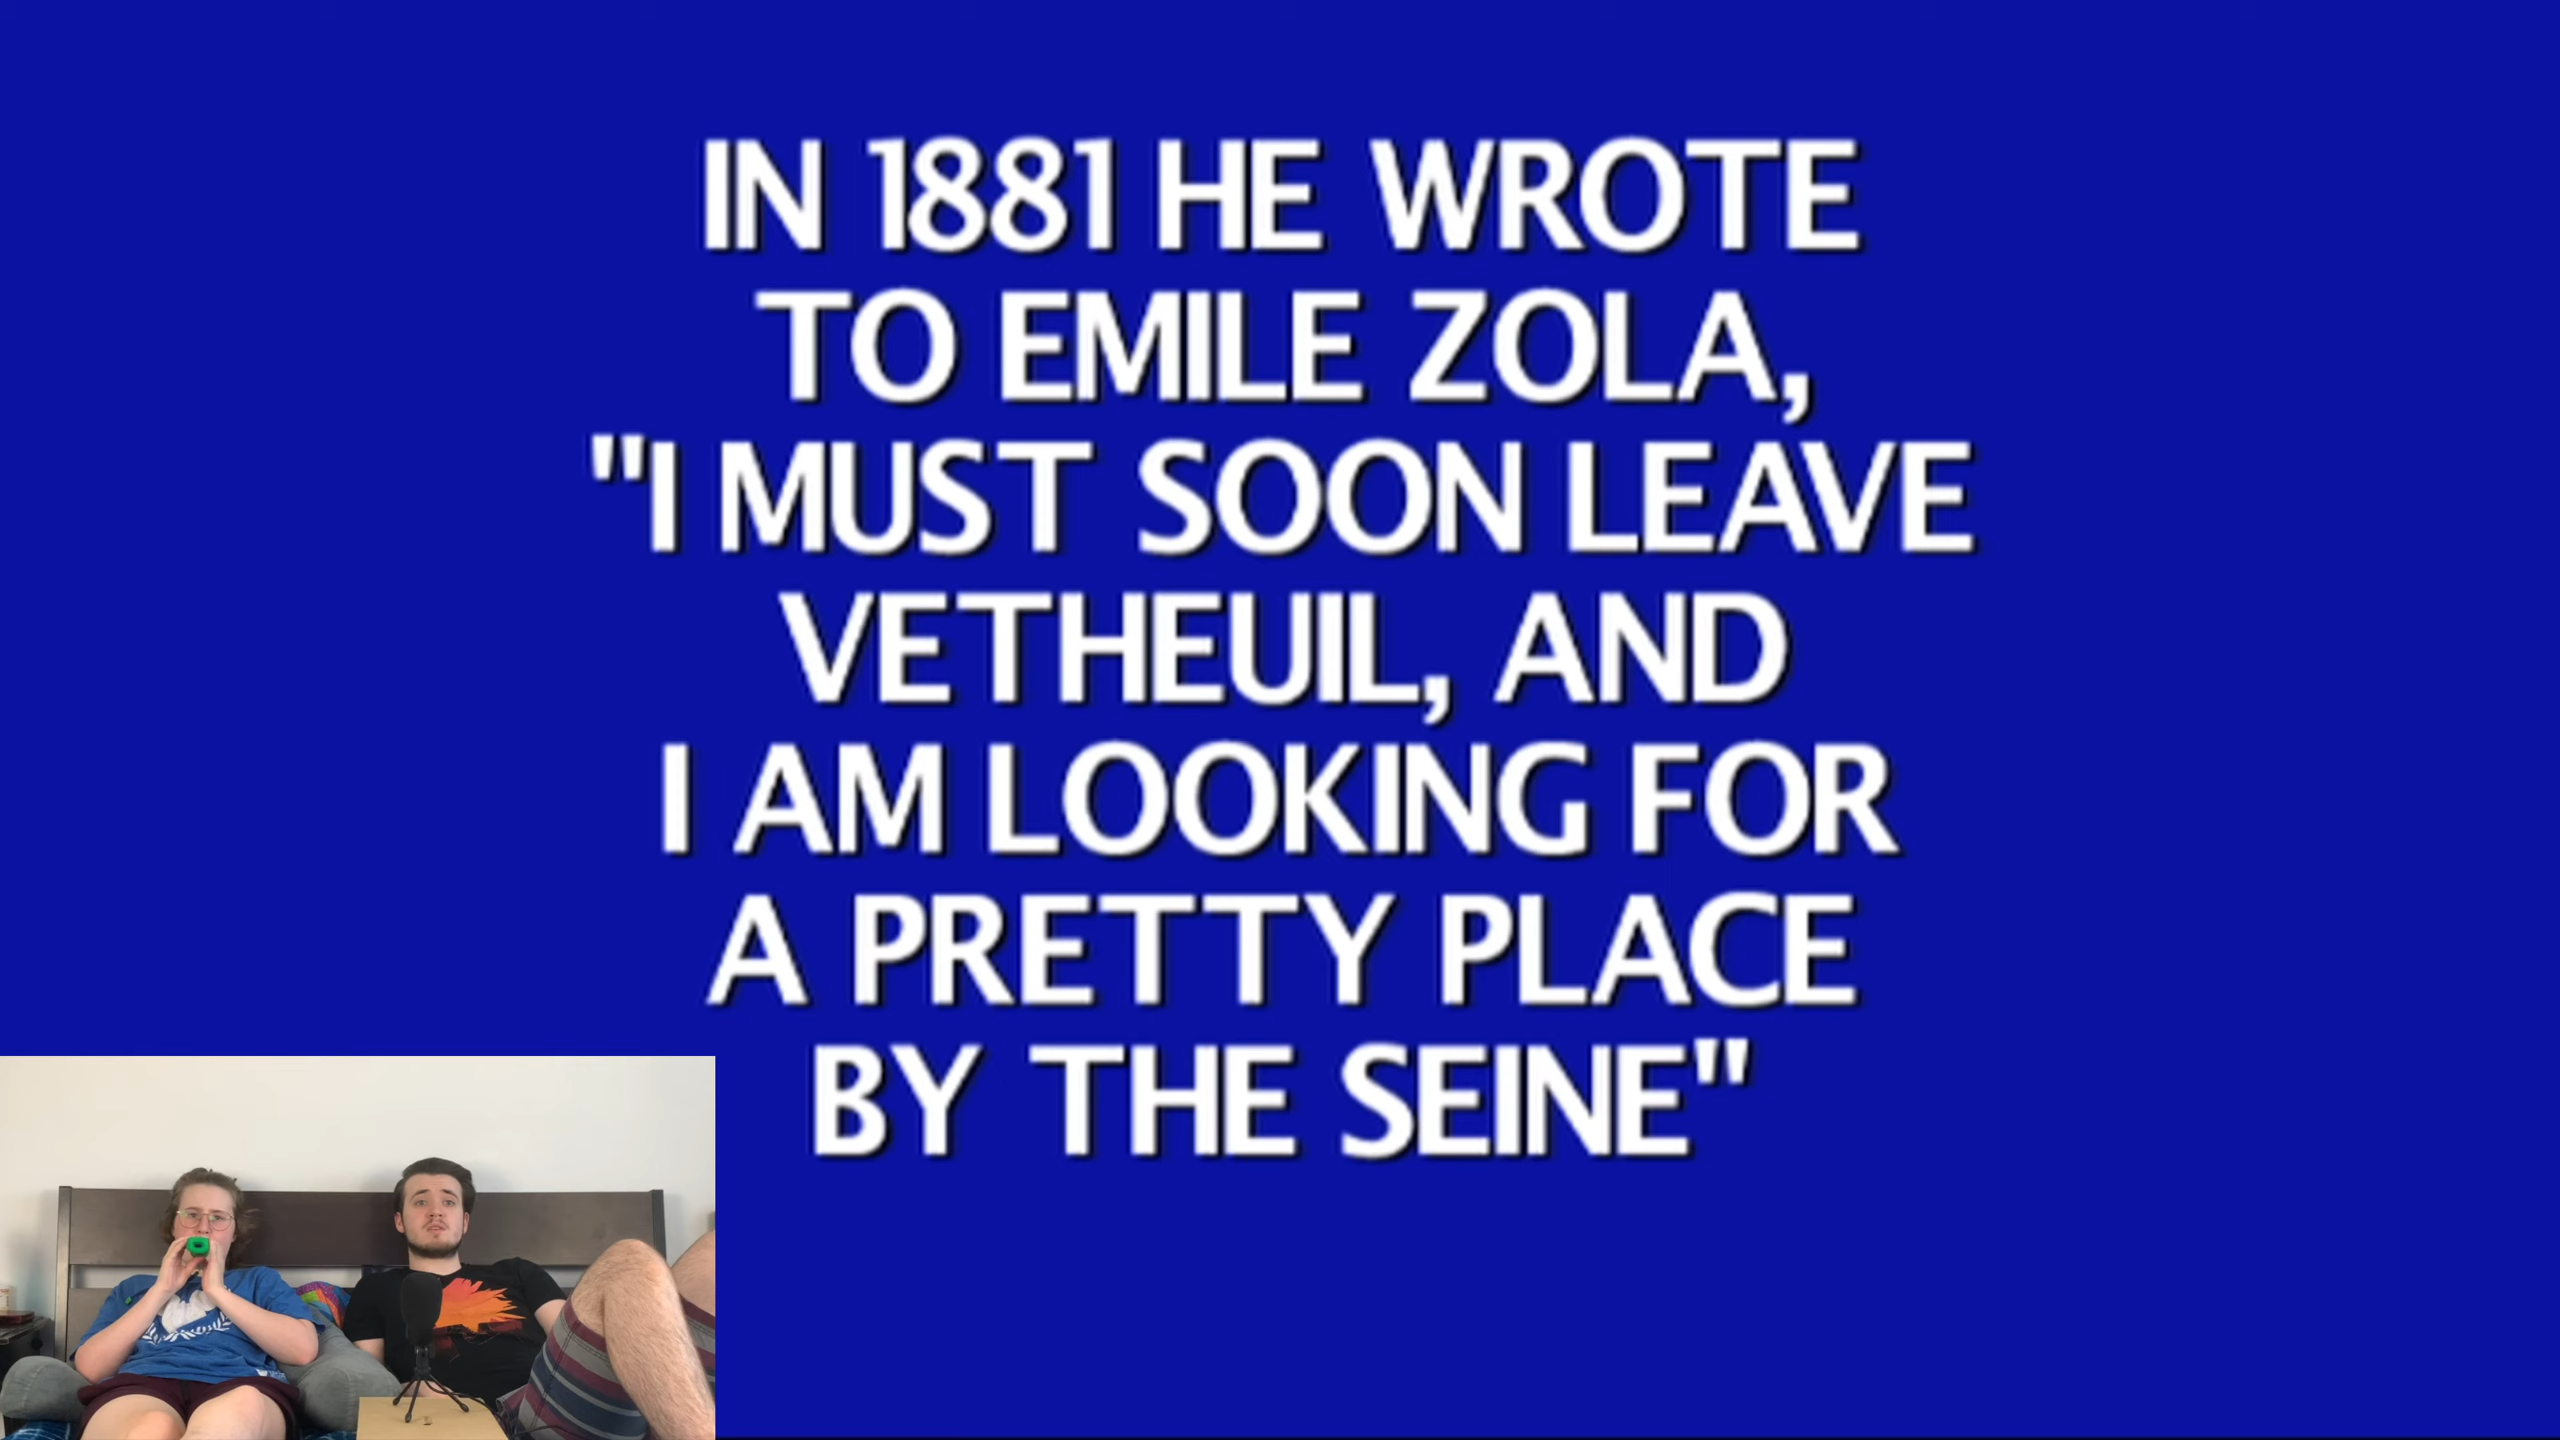 IN 1881 HE WROTE
TO EMILE ZOLA,
"I MUST SOON LEAVE
VETHEUIL, AND
I AM LOOKING FOR
A PRETTY PLACE
BY THE SEINE"